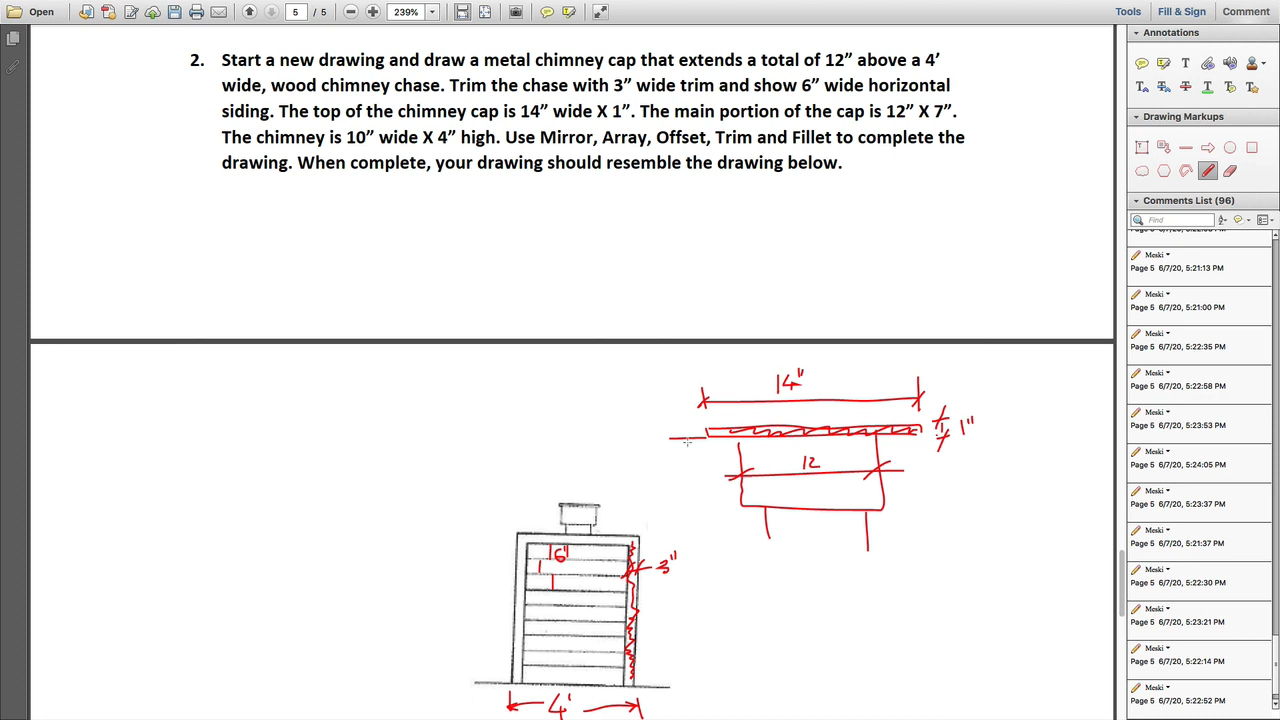 Open
5 / 5
239%
Tools
Fill & Sign
Comment
Annotations
Drawing Markups
Comments List (96)
Find
2. Start a new drawing and draw a metal chimney cap that extends a total of 12” above a 4’
wide, wood chimney chase. Trim the chase with 3” wide trim and show 6” wide horizontal
siding. The top of the chimney cap is 14” wide X 1”. The main portion of the cap is 12” X 7”.
The chimney is 10” wide X 4” high. Use Mirror, Array, Offset, Trim and Fillet to complete the
drawing. When complete, your drawing should resemble the drawing below.
14"
1"
12
6"
3"
4'
Meski
Page 5 6/7/20, 5:21:13 PM
Meski
Page 5 6/7/20, 5:21:00 PM
Meski
Page 5 6/7/20, 5:22:35 PM
Meski
Page 5 6/7/20, 5:22:58 PM
Meski
Page 5 6/7/20, 5:23:53 PM
Meski
Page 5 6/7/20, 5:24:05 PM
Meski
Page 5 6/7/20, 5:23:37 PM
Meski
Page 5 6/7/20, 5:21:37 PM
Meski
Page 5 6/7/20, 5:22:30 PM
Meski
Page 5 6/7/20, 5:23:21 PM
Meski
Page 5 6/7/20, 5:22:14 PM
Meski
Page 5 6/7/20, 5:22:52 PM